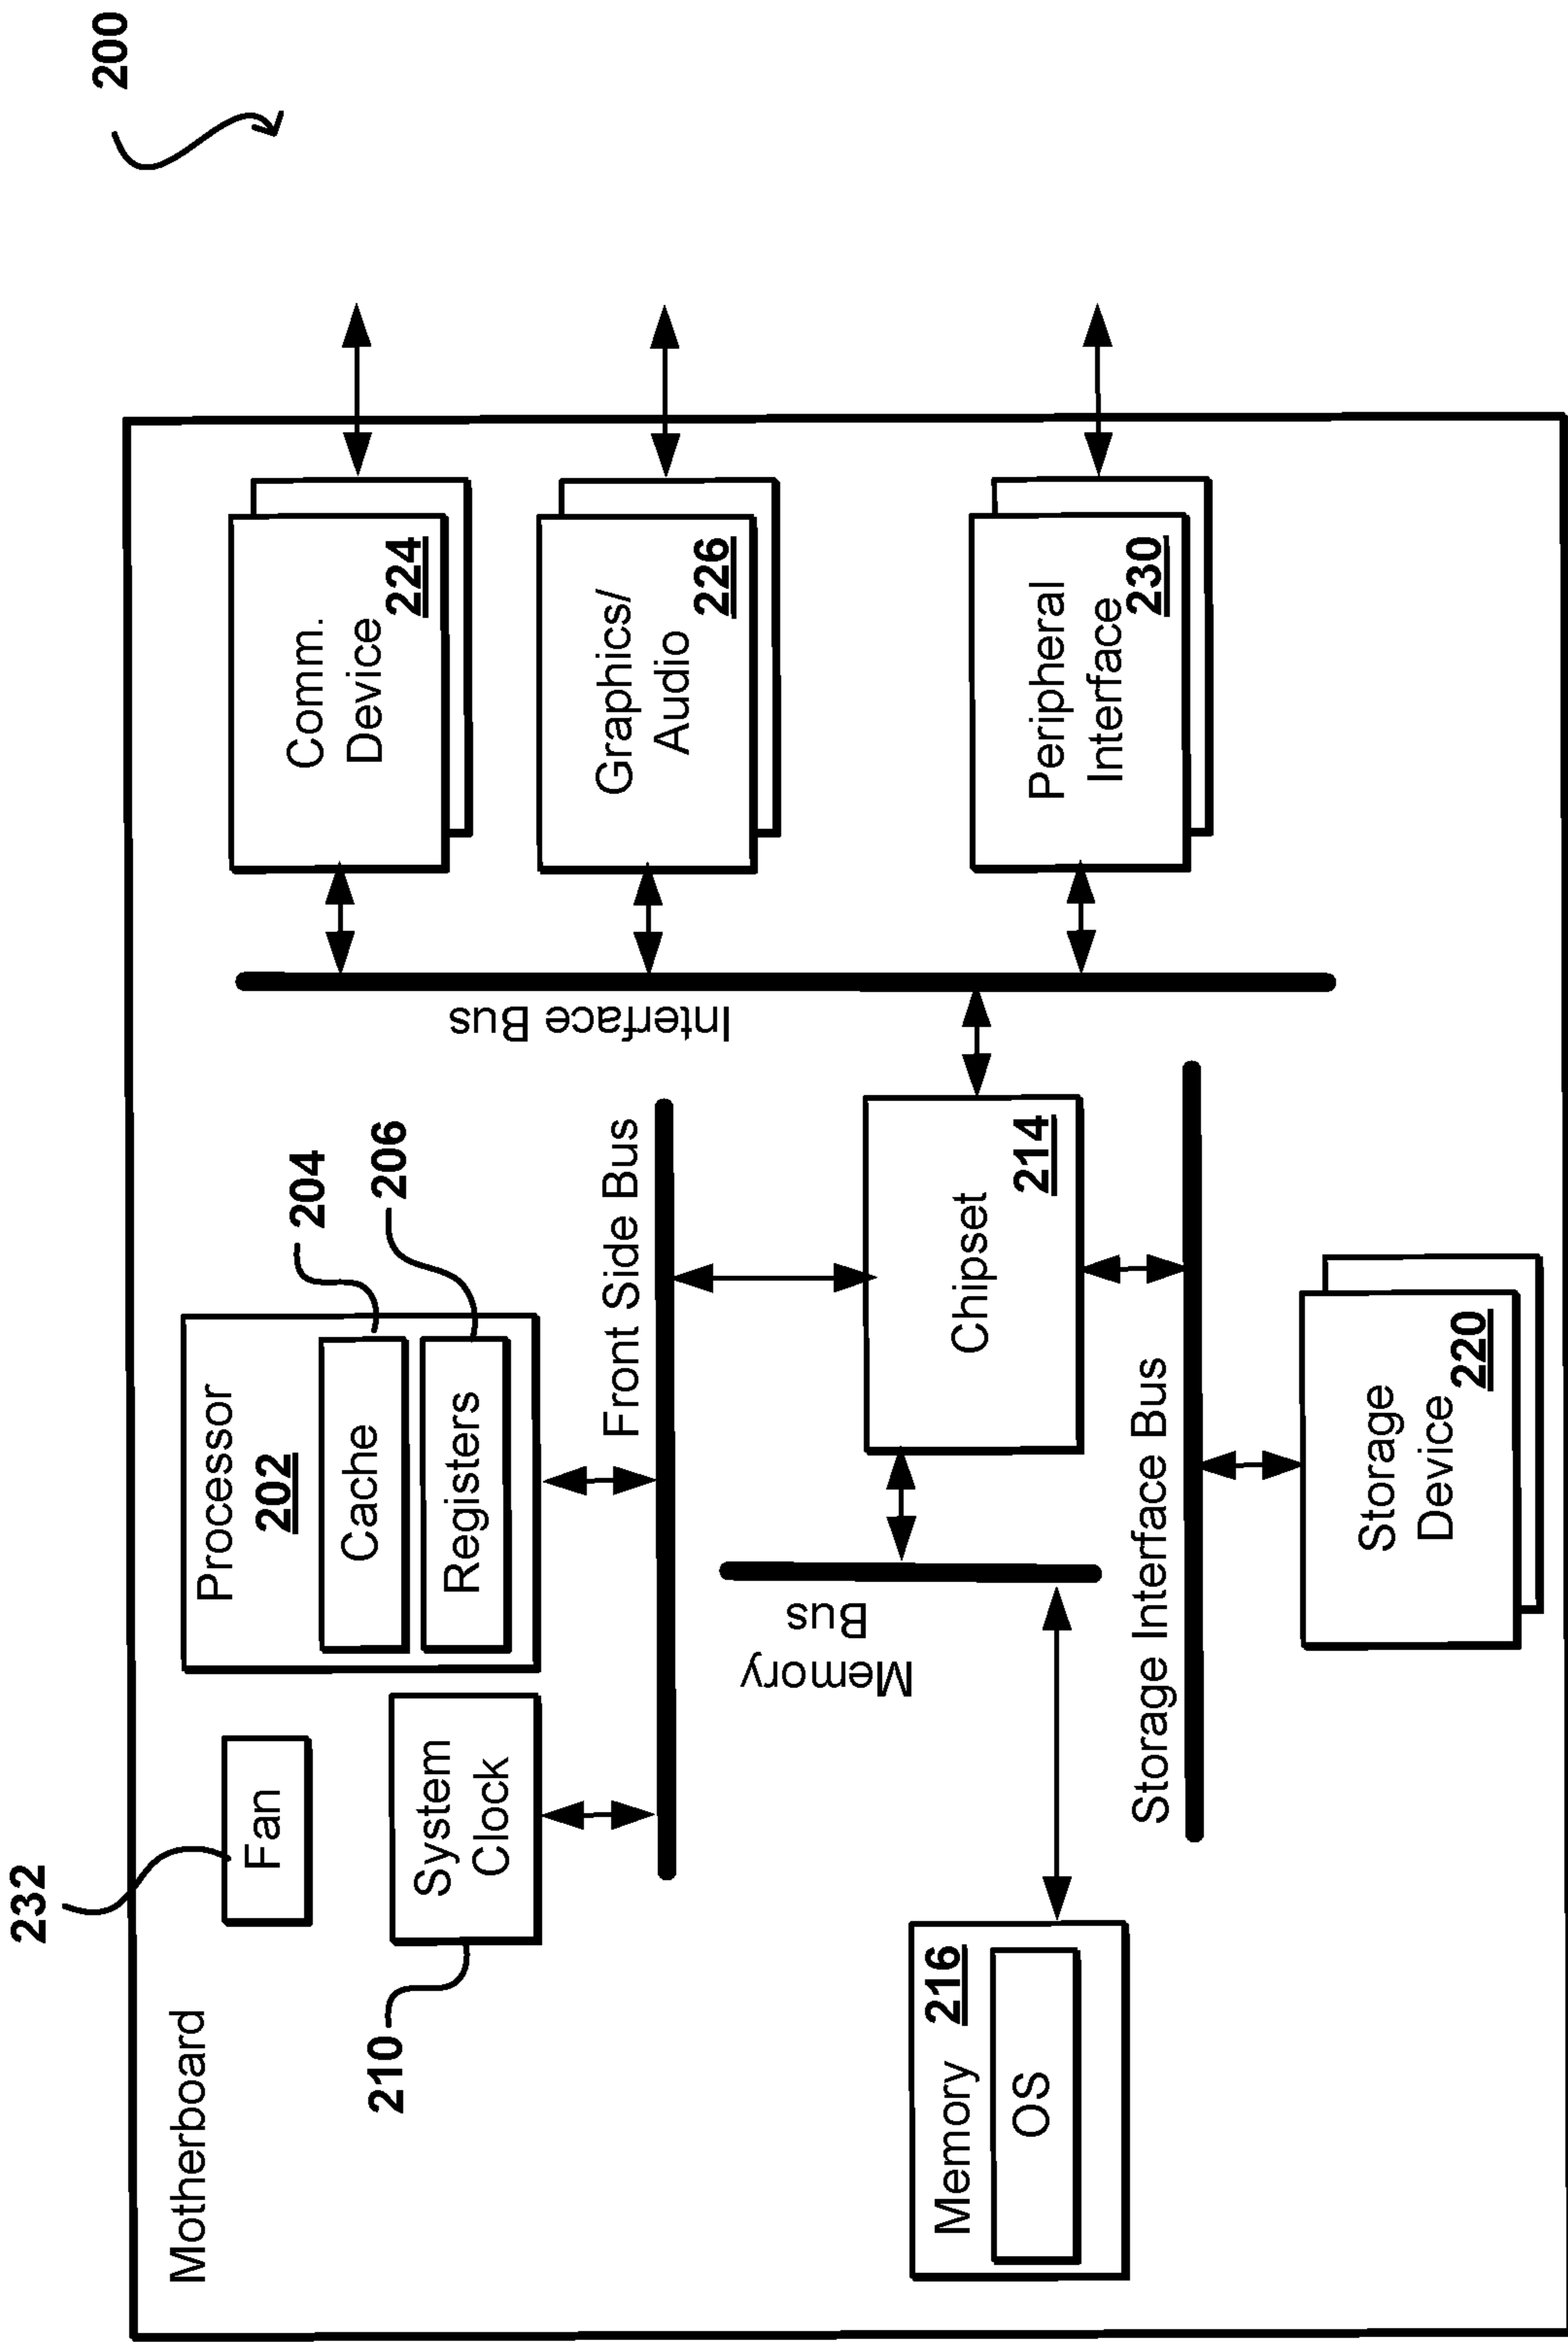 200
Motherboard
232
Fan
Processor
202
Cache
204
Registers
206
System
Clock
210
Front Side Bus
Interface Bus
Comm.
Device
224
Graphics/
Audio
226
Peripheral
Interface
230
Memory
Bus
Chipset
214
Memory
216
OS
Storage Interface Bus
Storage
Device
220